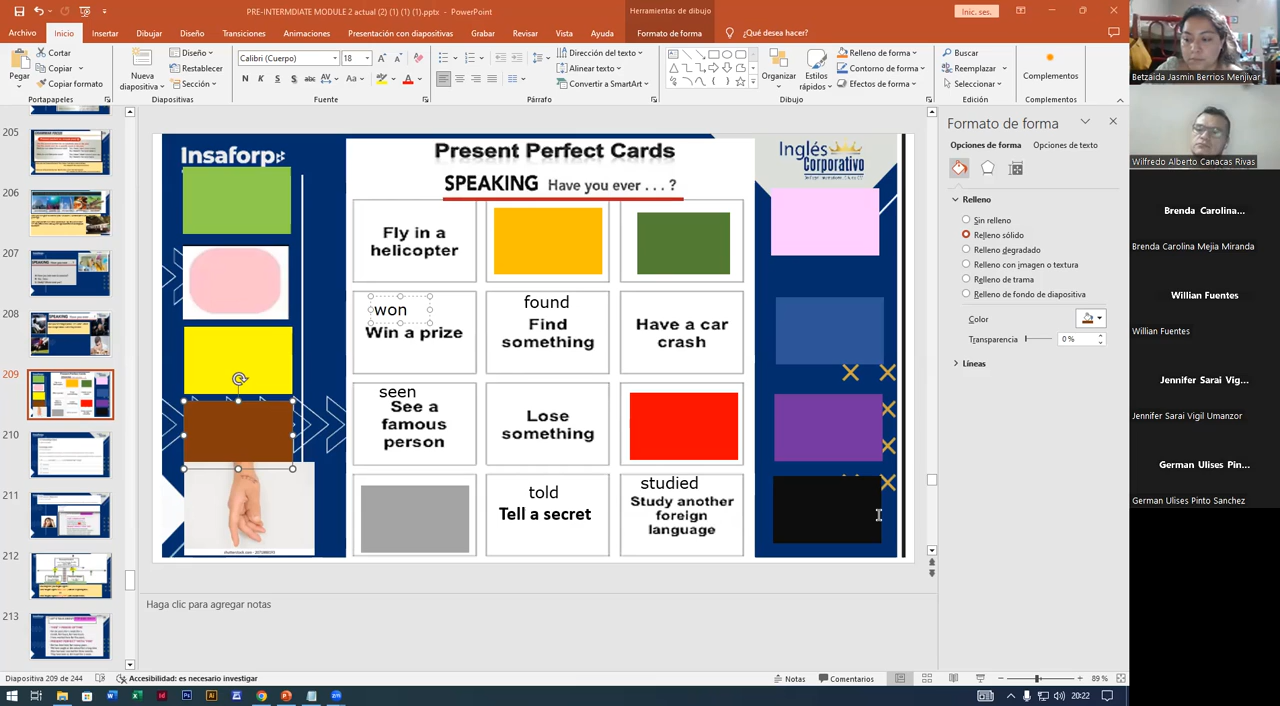 PRE-INTERMDIATE MODULE 2 actual (2) (1) (1) (1).pptx - PowerPoint
Herramientas de dibujo
Inic. ses.
Archivo Inicio Insertar Dibujar Diseño Transiciones Animaciones Presentación con diapositivas Grabar Revisar Vista Ayuda Formato de forma ¿Qué desea hacer?
Pegar
Cortar
Copiar
Copiar formato
Portapapeles
Nueva diapositiva
Diseño
Restablecer
Sección
Diapositivas
Calibri (Cuerpo) 18
N K S S abc AV Aa A
Fuente
Dirección del texto
Alinear texto
Convertir a SmartArt
Párrafo
Organizar
Estilos rápidos
Relleno de forma
Contorno de forma
Efectos de forma
Dibujo
Buscar
Reemplazar
Seleccionar
Edición
Complementos
Complementos
205
206
207
208
209
210
211
212
213
Insaforp
Present Perfect Cards
SPEAKING Have you ever . . . ?
Inglés
Corporativo
Fly in a
helicopter
won
Win a prize
found
Find
something
Have a car
crash
seen
See a
famous
person
Lose
something
told
Tell a secret
studied
Study another
foreign
language
Formato de forma
Opciones de forma Opciones de texto
Relleno
Sin relleno
Relleno sólido
Relleno degradado
Relleno con imagen o textura
Relleno de trama
Relleno de fondo de diapositiva
Color
Transparencia 0 %
Líneas
Haga clic para agregar notas
Diapositiva 209 de 244 Accesibilidad: es necesario investigar Notas Comentarios 89 %
20:22
Betzaida Jasmin Berrios Menjivar
Wilfredo Alberto Canacas Rivas
Brenda Carolina...
Brenda Carolina Mejia Miranda
Willian Fuentes
Willian Fuentes
Jennifer Sarai Vig...
Jennifer Sarai Vigil Umanzor
German Ulises Pin...
German Ulises Pinto Sanchez